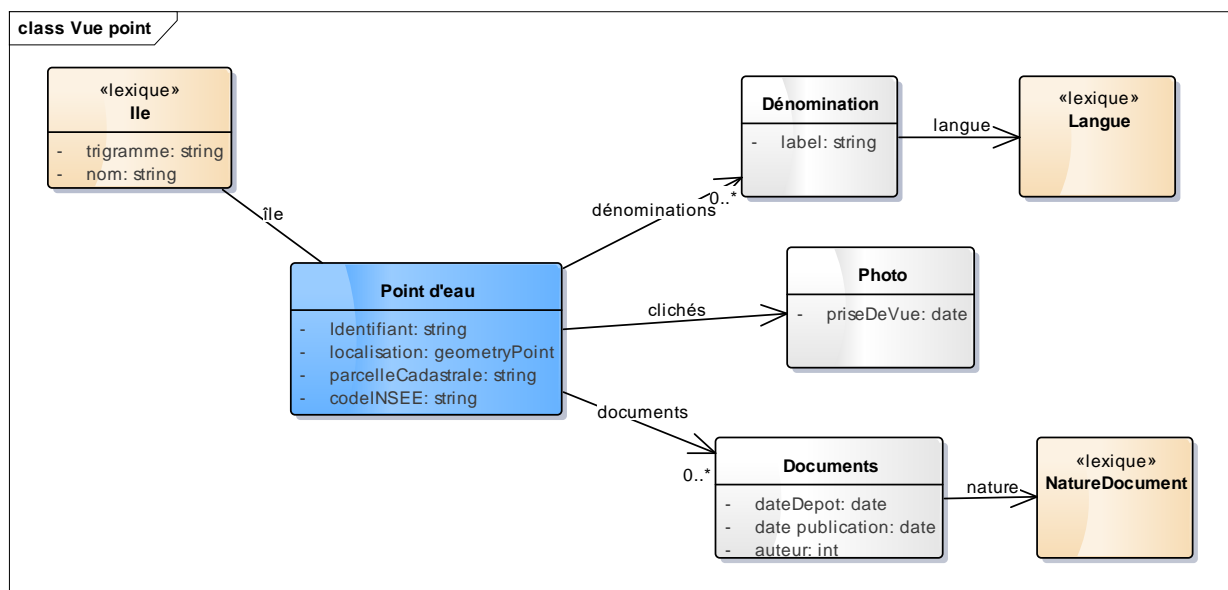 class Vue point
«lexique»
Ile
- trigramme: string
- nom: string
île
Point d'eau
- Identifiant: string
- localisation: geometryPoint
- parcelleCadastrale: string
- codeINSEE: string
dénominations
0..*
Dénomination
- label: string
langue
«lexique»
Langue
clichés
Photo
- priseDeVue: date
documents
0..*
Documents
- dateDepot: date
- date publication: date
- auteur: int
nature
«lexique»
NatureDocument